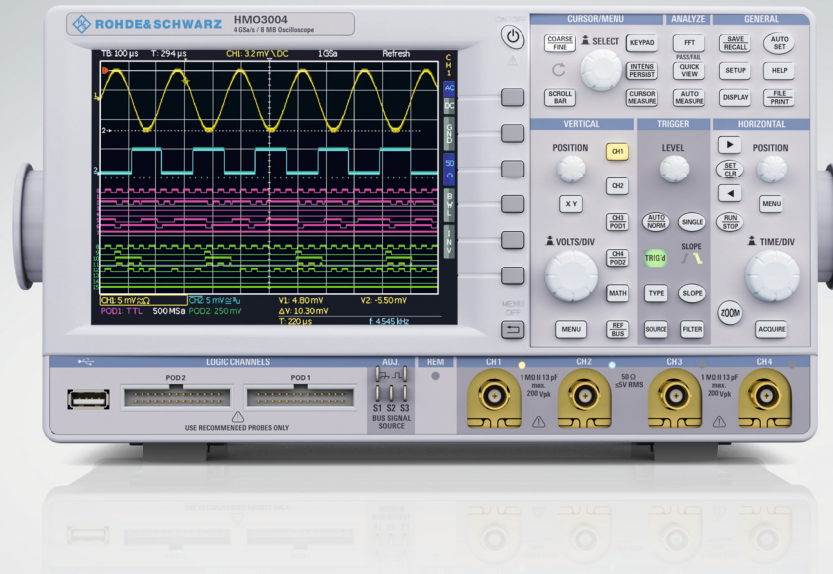 ROHDE&SCHWARZ HMO3004
4 GSa/s / 8 MB Oscilloscope
ON/OFF
CURSOR/MENU ANALYZE GENERAL
COARSE FINE SELECT KEYPAD FFT SAVE RECALL AUTO SET
PASS/FAIL
INTENS PERSIST QUICK VIEW SETUP HELP
SCROLL BAR CURSOR MEASURE AUTO MEASURE DISPLAY FILE PRINT
TB: 100 µs T: 294 µs CH1: 3.2 mV \ DC 1 GSa Refresh
CH1
AC
DC
GND
50
BWL
INV
VERTICAL TRIGGER HORIZONTAL
POSITION CH1 LEVEL POSITION
SET CLR
CH2
X Y MENU
CH3 POD1 AUTO NORM SINGLE RUN STOP
VOLTS/DIV SLOPE TIME/DIV
CH4 POD2 TRIG'd
MATH TYPE SLOPE
ZOOM
MENU REF BUS SOURCE FILTER ACQUIRE
MENU OFF
CH1: 5 mV CH2: 5 mV V1: 4.80 mV V2: -5.50 mV
POD1: TTL 500 MSa POD2: 250 mV ΔV: 10.30 mV
T: 220 µs f: 4.545 kHz
LOGIC CHANNELS ADJ. REM CH1 CH2 CH3 CH4
POD2 POD1
1 MΩ II 13 pF max. 200 Vpk
50 Ω ≤5V RMS
1 MΩ II 13 pF max. 200 Vpk
S1 S2 S3
BUS SIGNAL SOURCE
USE RECOMMENDED PROBES ONLY